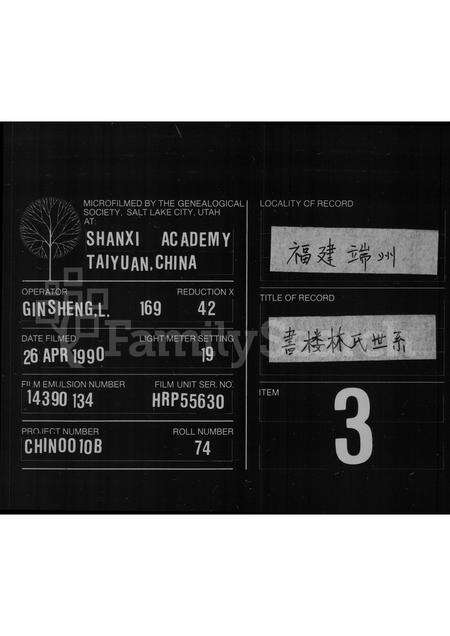 MICROFILMED BY THE GENEALOGICAL
SOCIETY, SALT LAKE CITY, UTAH
AT:
SHANXI ACADEMY
TAIYUAN, CHINA
OPERATOR
REDUCTION X
GINSHENG,L. 169 42
DATE FILMED
LIGHT METER SETTING
26 APR 1990 19
FILM EMULSION NUMBER
FILM UNIT SER. NO.
14390 134 HRP55630
PROJECT NUMBER
ROLL NUMBER
CHIN0010B 74
LOCALITY OF RECORD
福建端州
TITLE OF RECORD
書楼林氏世系
ITEM
3
FamilySearch